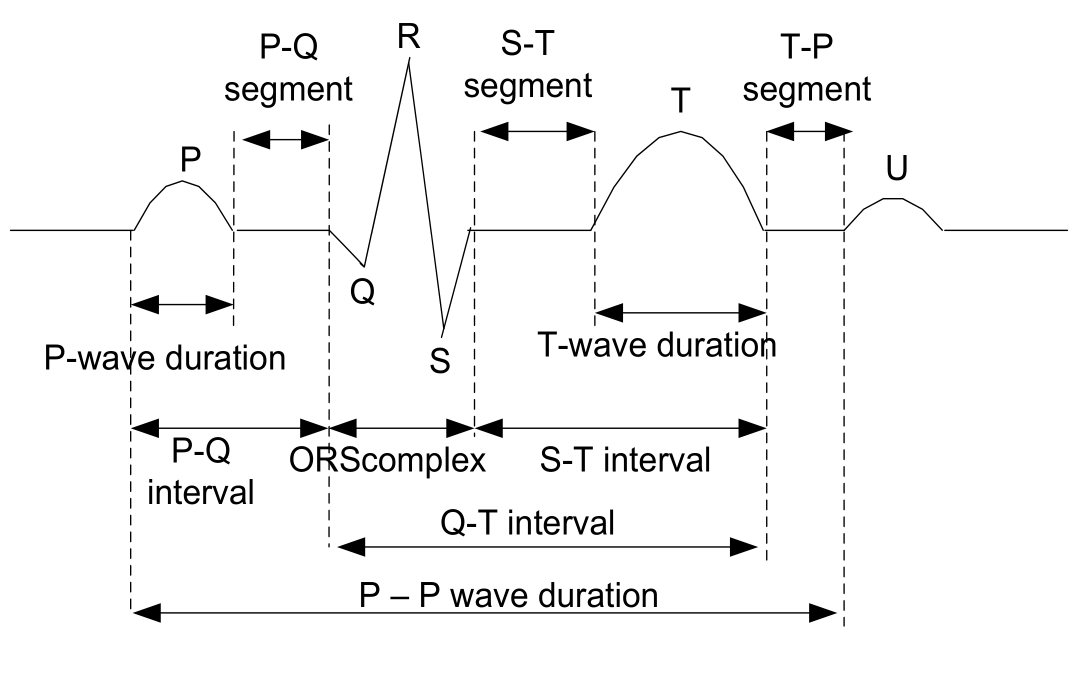 R
P-Q
segment
S-T
segment
T-P
segment
T
P
U
Q
S
P-wave duration
T-wave duration
P-Q
interval
ORScomplex
S-T interval
Q-T interval
P – P wave duration